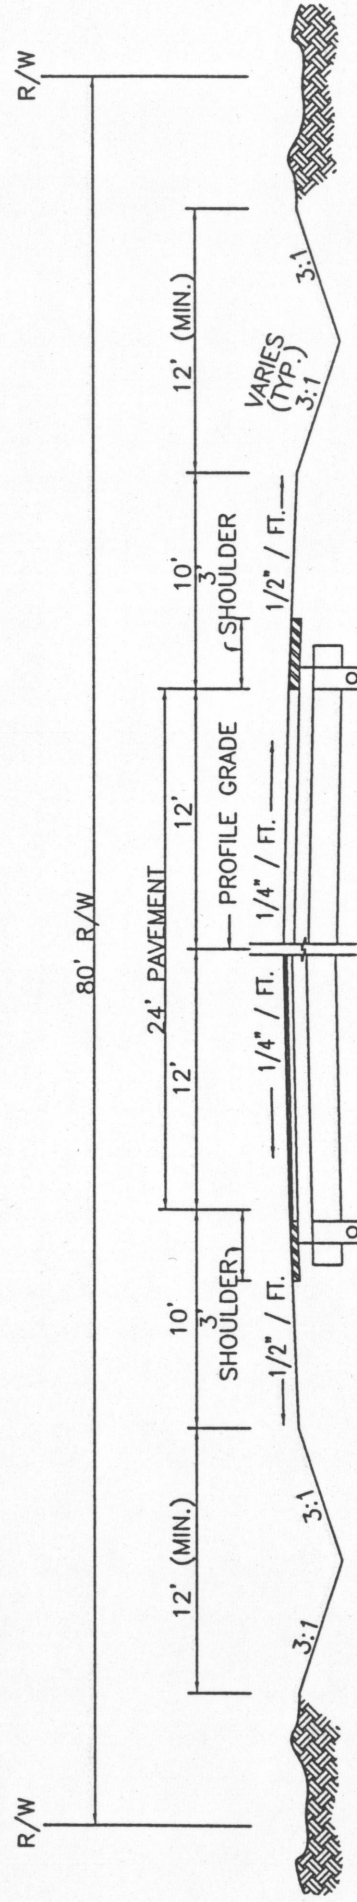 R/W
80' R/W
R/W
24' PAVEMENT
12' (MIN.)
10'
12'
12'
10'
12' (MIN.)
3'
SHOULDER
PROFILE GRADE
3'
SHOULDER
VARIES
(TYP.)
3:1
3:1
1/2" / FT.
1/4" / FT.
1/4" / FT.
1/2" / FT.
3:1
3:1